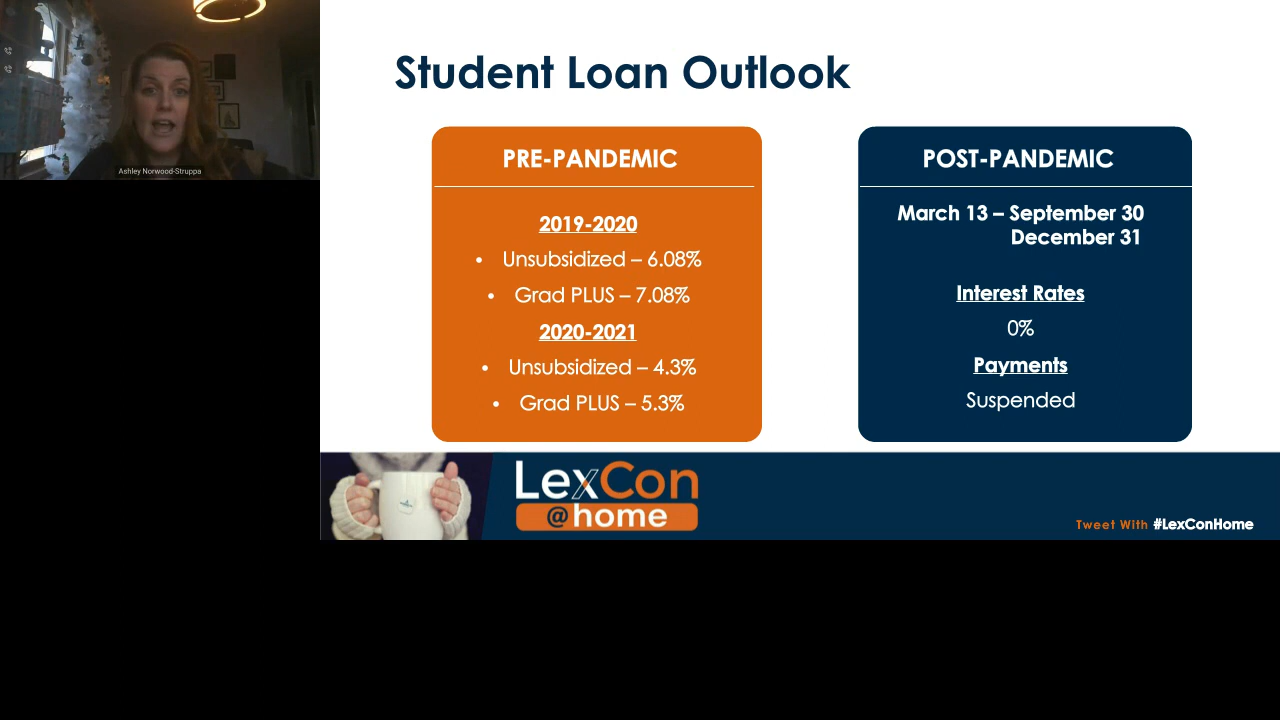 Ashley Norwood-Struppa
Student Loan Outlook
PRE-PANDEMIC
2019-2020
• Unsubsidized – 6.08%
• Grad PLUS – 7.08%
2020-2021
• Unsubsidized – 4.3%
• Grad PLUS – 5.3%
POST-PANDEMIC
March 13 – September 30
December 31
Interest Rates
0%
Payments
Suspended
LexCon
@home
Tweet With #LexConHome